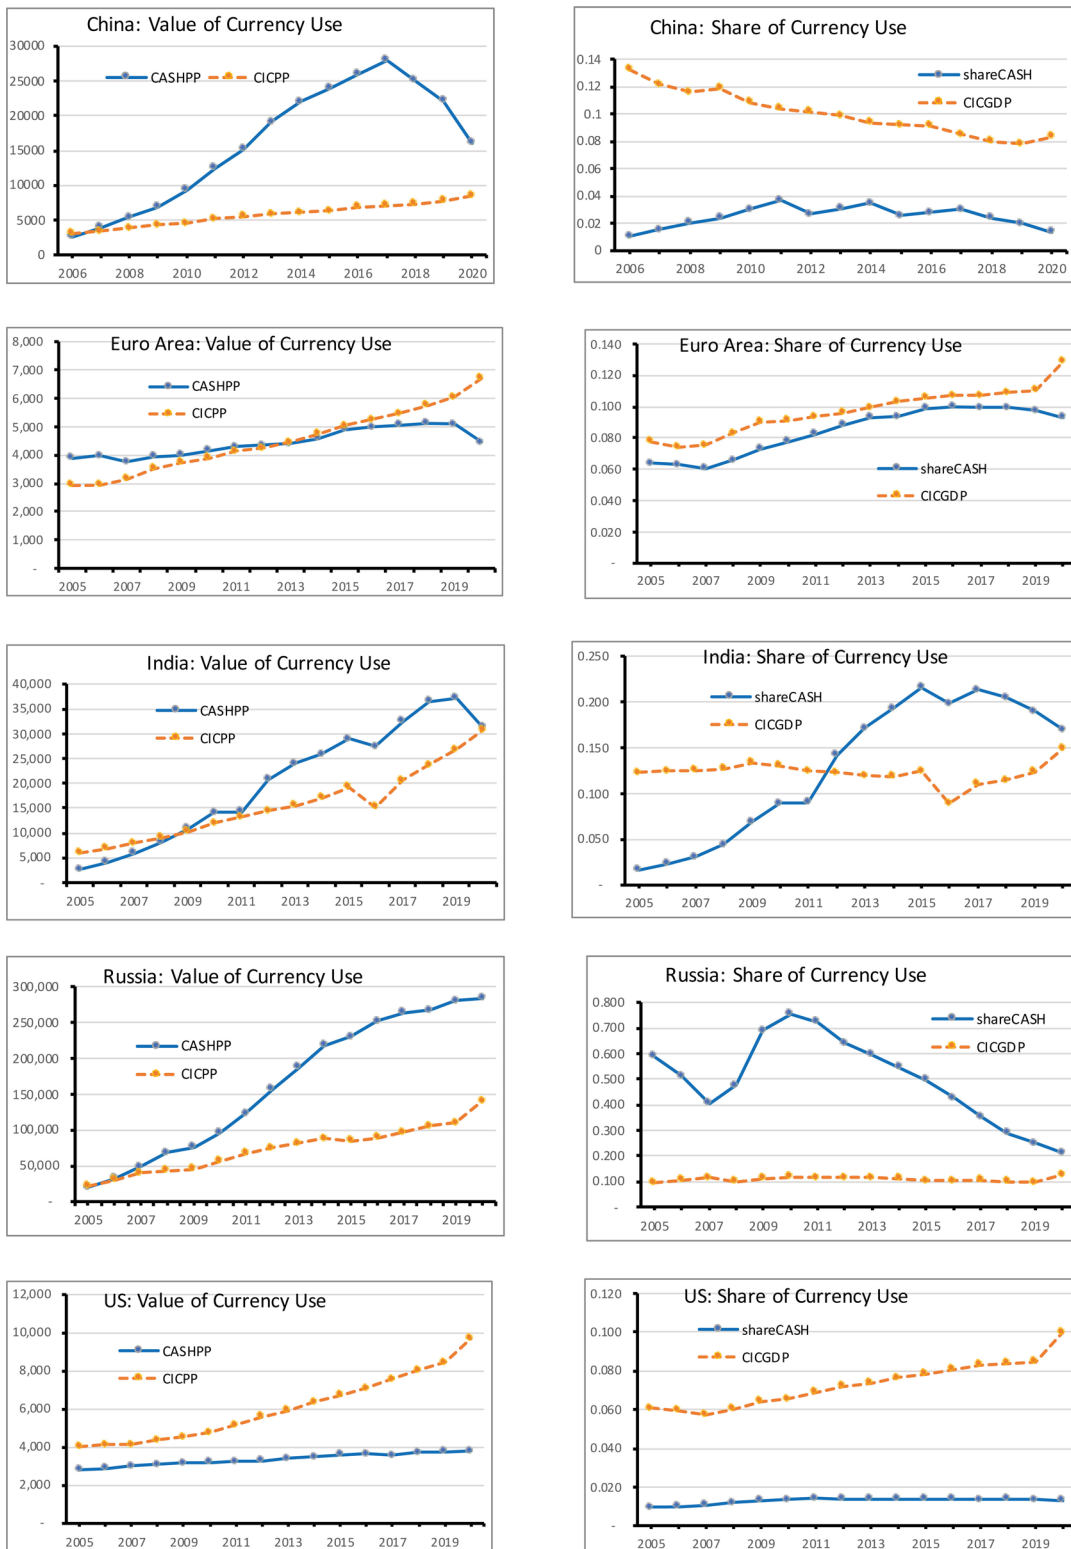 China: Value of Currency Use
30000
25000
20000
15000
10000
5000
0
CASHPP CICPP
2006 2008 2010 2012 2014 2016 2018 2020
China: Share of Currency Use
0.14
0.12
0.1
0.08
0.06
0.04
0.02
0
shareCASH
CICGDP
2006 2008 2010 2012 2014 2016 2018 2020
Euro Area: Value of Currency Use
8,000
7,000
6,000
5,000
4,000
3,000
2,000
1,000
-
CASHPP
CICPP
2005 2007 2009 2011 2013 2015 2017 2019
Euro Area: Share of Currency Use
0.140
0.120
0.100
0.080
0.060
0.040
0.020
-
shareCASH
CICGDP
2005 2007 2009 2011 2013 2015 2017 2019
India: Value of Currency Use
40,000
35,000
30,000
25,000
20,000
15,000
10,000
5,000
-
CASHPP
CICPP
2005 2007 2009 2011 2013 2015 2017 2019
India: Share of Currency Use
0.250
0.200
0.150
0.100
0.050
-
shareCASH
CICGDP
2005 2007 2009 2011 2013 2015 2017 2019
Russia: Value of Currency Use
300,000
250,000
200,000
150,000
100,000
50,000
-
CASHPP
CICPP
2005 2007 2009 2011 2013 2015 2017 2019
Russia: Share of Currency Use
0.800
0.700
0.600
0.500
0.400
0.300
0.200
0.100
-
shareCASH
CICGDP
2005 2007 2009 2011 2013 2015 2017 2019
US: Value of Currency Use
12,000
10,000
8,000
6,000
4,000
2,000
-
CASHPP
CICPP
2005 2007 2009 2011 2013 2015 2017 2019
US: Share of Currency Use
0.120
0.100
0.080
0.060
0.040
0.020
-
shareCASH
CICGDP
2005 2007 2009 2011 2013 2015 2017 2019